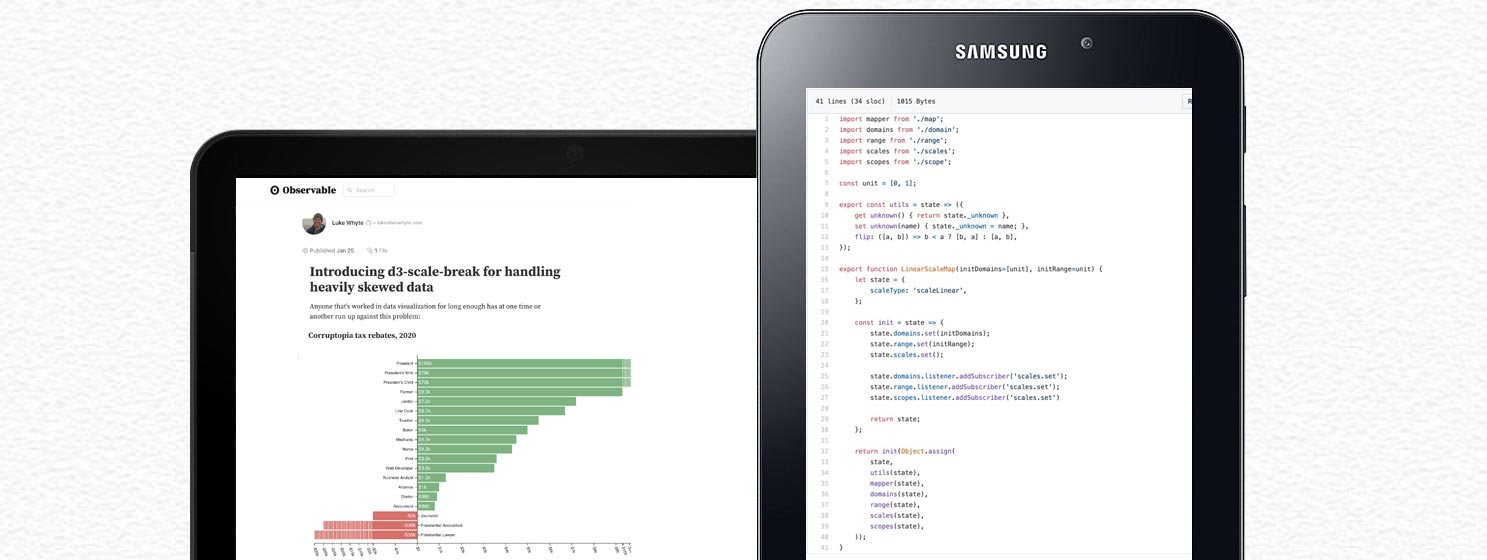 Observable
Search
Luke Whyte
Published Jan 25
1 File
Introducing d3-scale-break for handling
heavily skewed data
Anyone that's worked in data visualization for long enough has at one time or
another run up against this problem:
Corruptopia tax rebates, 2020
President
President's Wife
President's Child
Farmer
Janitor
Line Cook
Teacher
Baker
Mechanic
Nurse
Pilot
Web Developer
Business Analyst
Attorney
Doctor
Accountant
Journalist
Presidential Accountant
Presidential Lawyer
SAMSUNG
41 lines (34 sloc) 1015 Bytes
R
1 import mapper from './map';
2 import domains from './domain';
3 import range from './range';
4 import scales from './scales';
5 import scopes from './scope';
6
7 const unit = [0, 1];
8
9 export const utils = state => ({
10 get unknown() { return state._unknown },
11 set unknown(name) { state._unknown = name; },
12 flip: ([a, b]) => b < a ? [b, a] : [a, b],
13 });
14
15 export function LinearScaleMap(initDomains=[unit], initRange=unit) {
16 let state = {
17 scaleType: 'scaleLinear',
18 };
19
20 const init = state => {
21 state.domains.set(initDomains);
22 state.range.set(initRange);
23 state.scales.set();
24
25 state.domains.listener.addSubscriber('scales.set');
26 state.range.listener.addSubscriber('scales.set');
27 state.scopes.listener.addSubscriber('scales.set')
28
29 return state;
30 };
31
32 return init(Object.assign(
33 state,
34 utils(state),
35 mapper(state),
36 domains(state),
37 range(state),
38 scales(state),
39 scopes(state),
40 ));
41 }